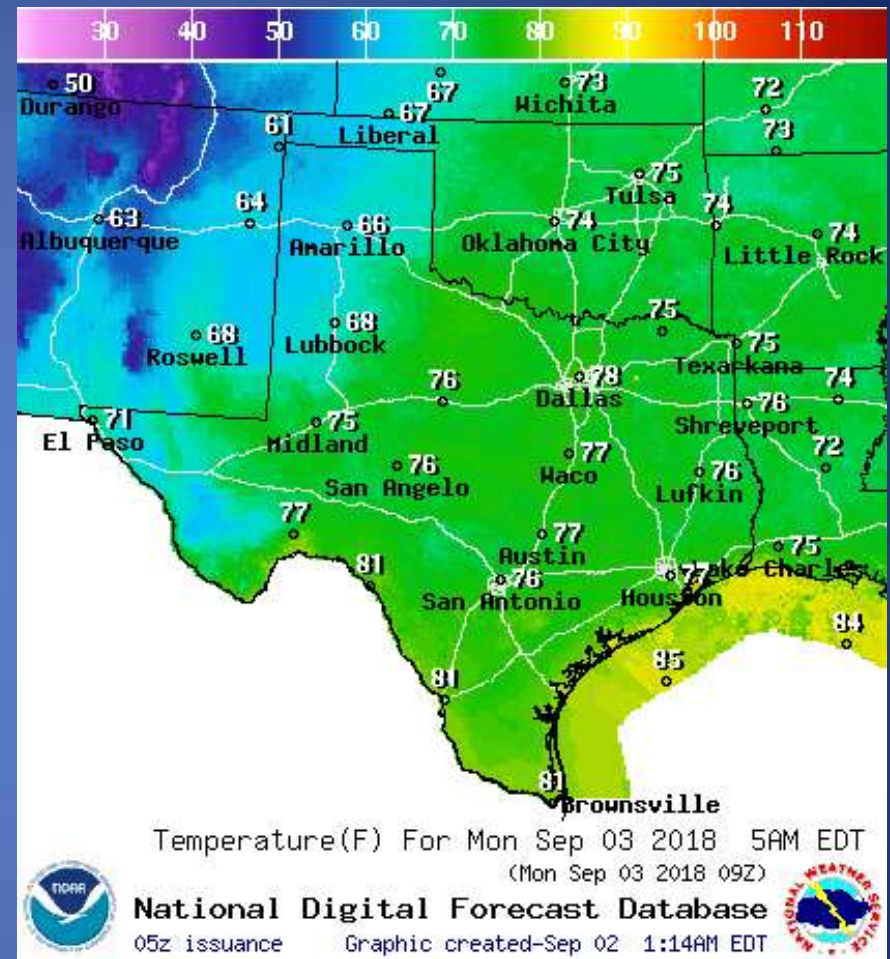 30 40 50 60 70 80 90 100 110
50
Durango
67
67
Liberal
73
Wichita
72
73
61
64
63
Albuquerque
66
Amarillo
75
Tulsa
74
Oklahoma City
74
74
Little Rock
68
Roswell
68
Lubbock
75
75
Texarkana
78
Dallas
76
74
76
Shreveport
71
El Paso
75
Midland
76
San Angelo
77
Waco
76
Lufkin
72
77
77
Austin
75
Lake Charles
81
76
San Antonio
77
Houston
84
85
81
81
Brownsville
Temperature(F) For Mon Sep 03 2018 5AM EDT
(Mon Sep 03 2018 09Z)
NOAA
National Digital Forecast Database
05z issuance Graphic created-Sep 02 1:14AM EDT
NATIONAL WEATHER SERVICE